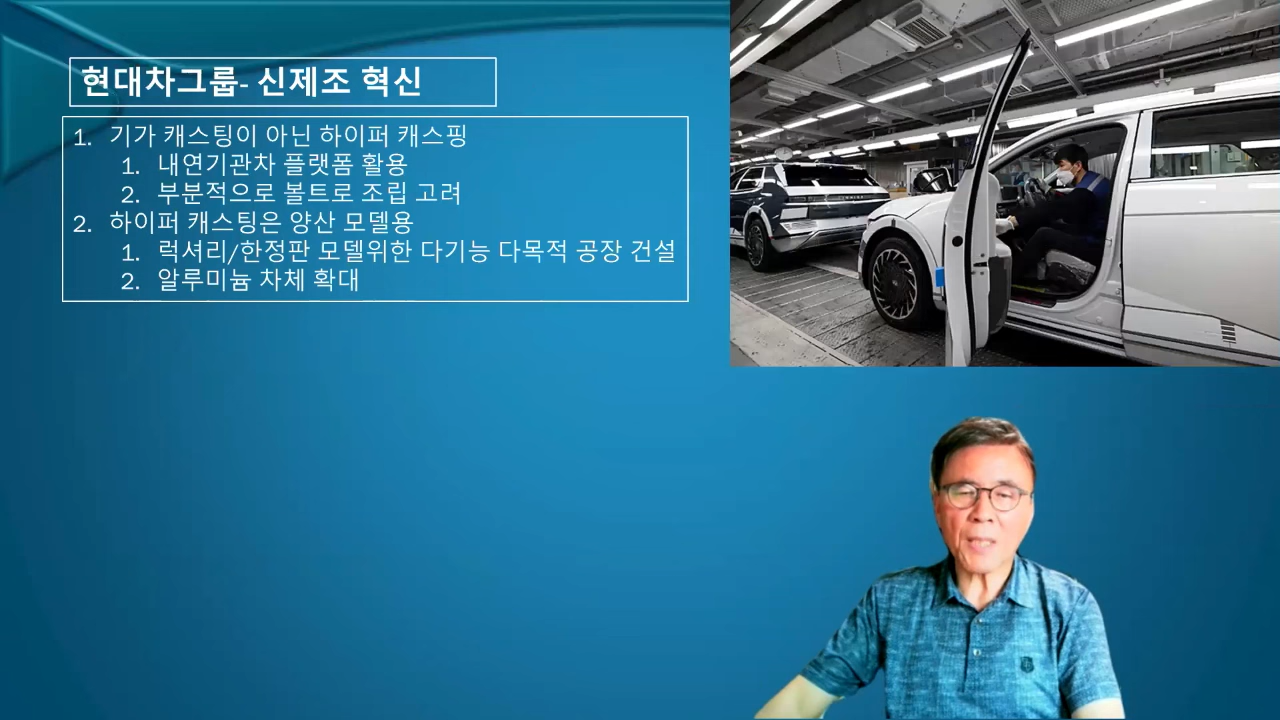 현대차그룹- 신제조 혁신
1. 기가 캐스팅이 아닌 하이퍼 캐스핑
1. 내연기관차 플랫폼 활용
2. 부분적으로 볼트로 조립 고려
2. 하이퍼 캐스팅은 양산 모델용
1. 럭셔리/한정판 모델위한 다기능 다목적 공장 건설
2. 알루미늄 차체 확대